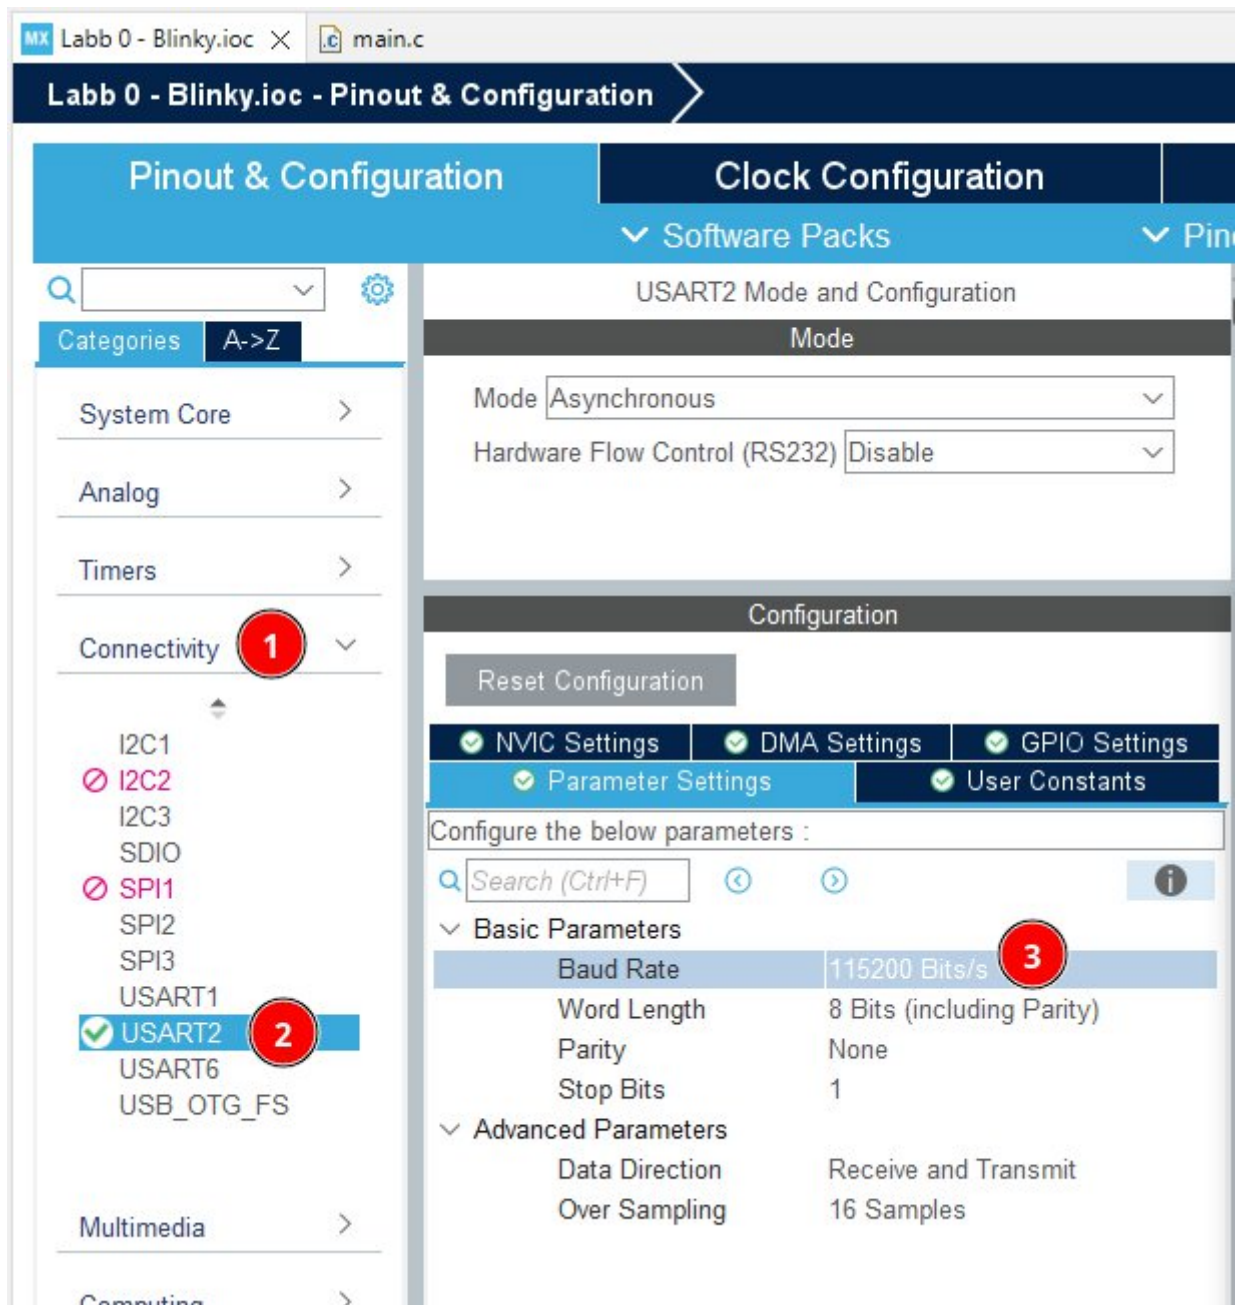 MX Labb 0 - Blinky.ioc .c main.c
Labb 0 - Blinky.ioc - Pinout & Configuration
Pinout & Configuration Clock Configuration
Software Packs
USART2 Mode and Configuration
Categories A->Z
Mode
Mode Asynchronous
Hardware Flow Control (RS232) Disable
System Core
Analog
Timers
Connectivity 1
I2C1
I2C2
I2C3
SDIO
SPI1
SPI2
SPI3
USART1
USART2 2
USART6
USB_OTG_FS
Multimedia
Computing
Configuration
Reset Configuration
NVIC Settings DMA Settings GPIO Settings
Parameter Settings User Constants
Configure the below parameters :
Search (Ctrl+F) i
Basic Parameters
Baud Rate 115200 Bits/s 3
Word Length 8 Bits (including Parity)
Parity None
Stop Bits 1
Advanced Parameters
Data Direction Receive and Transmit
Over Sampling 16 Samples